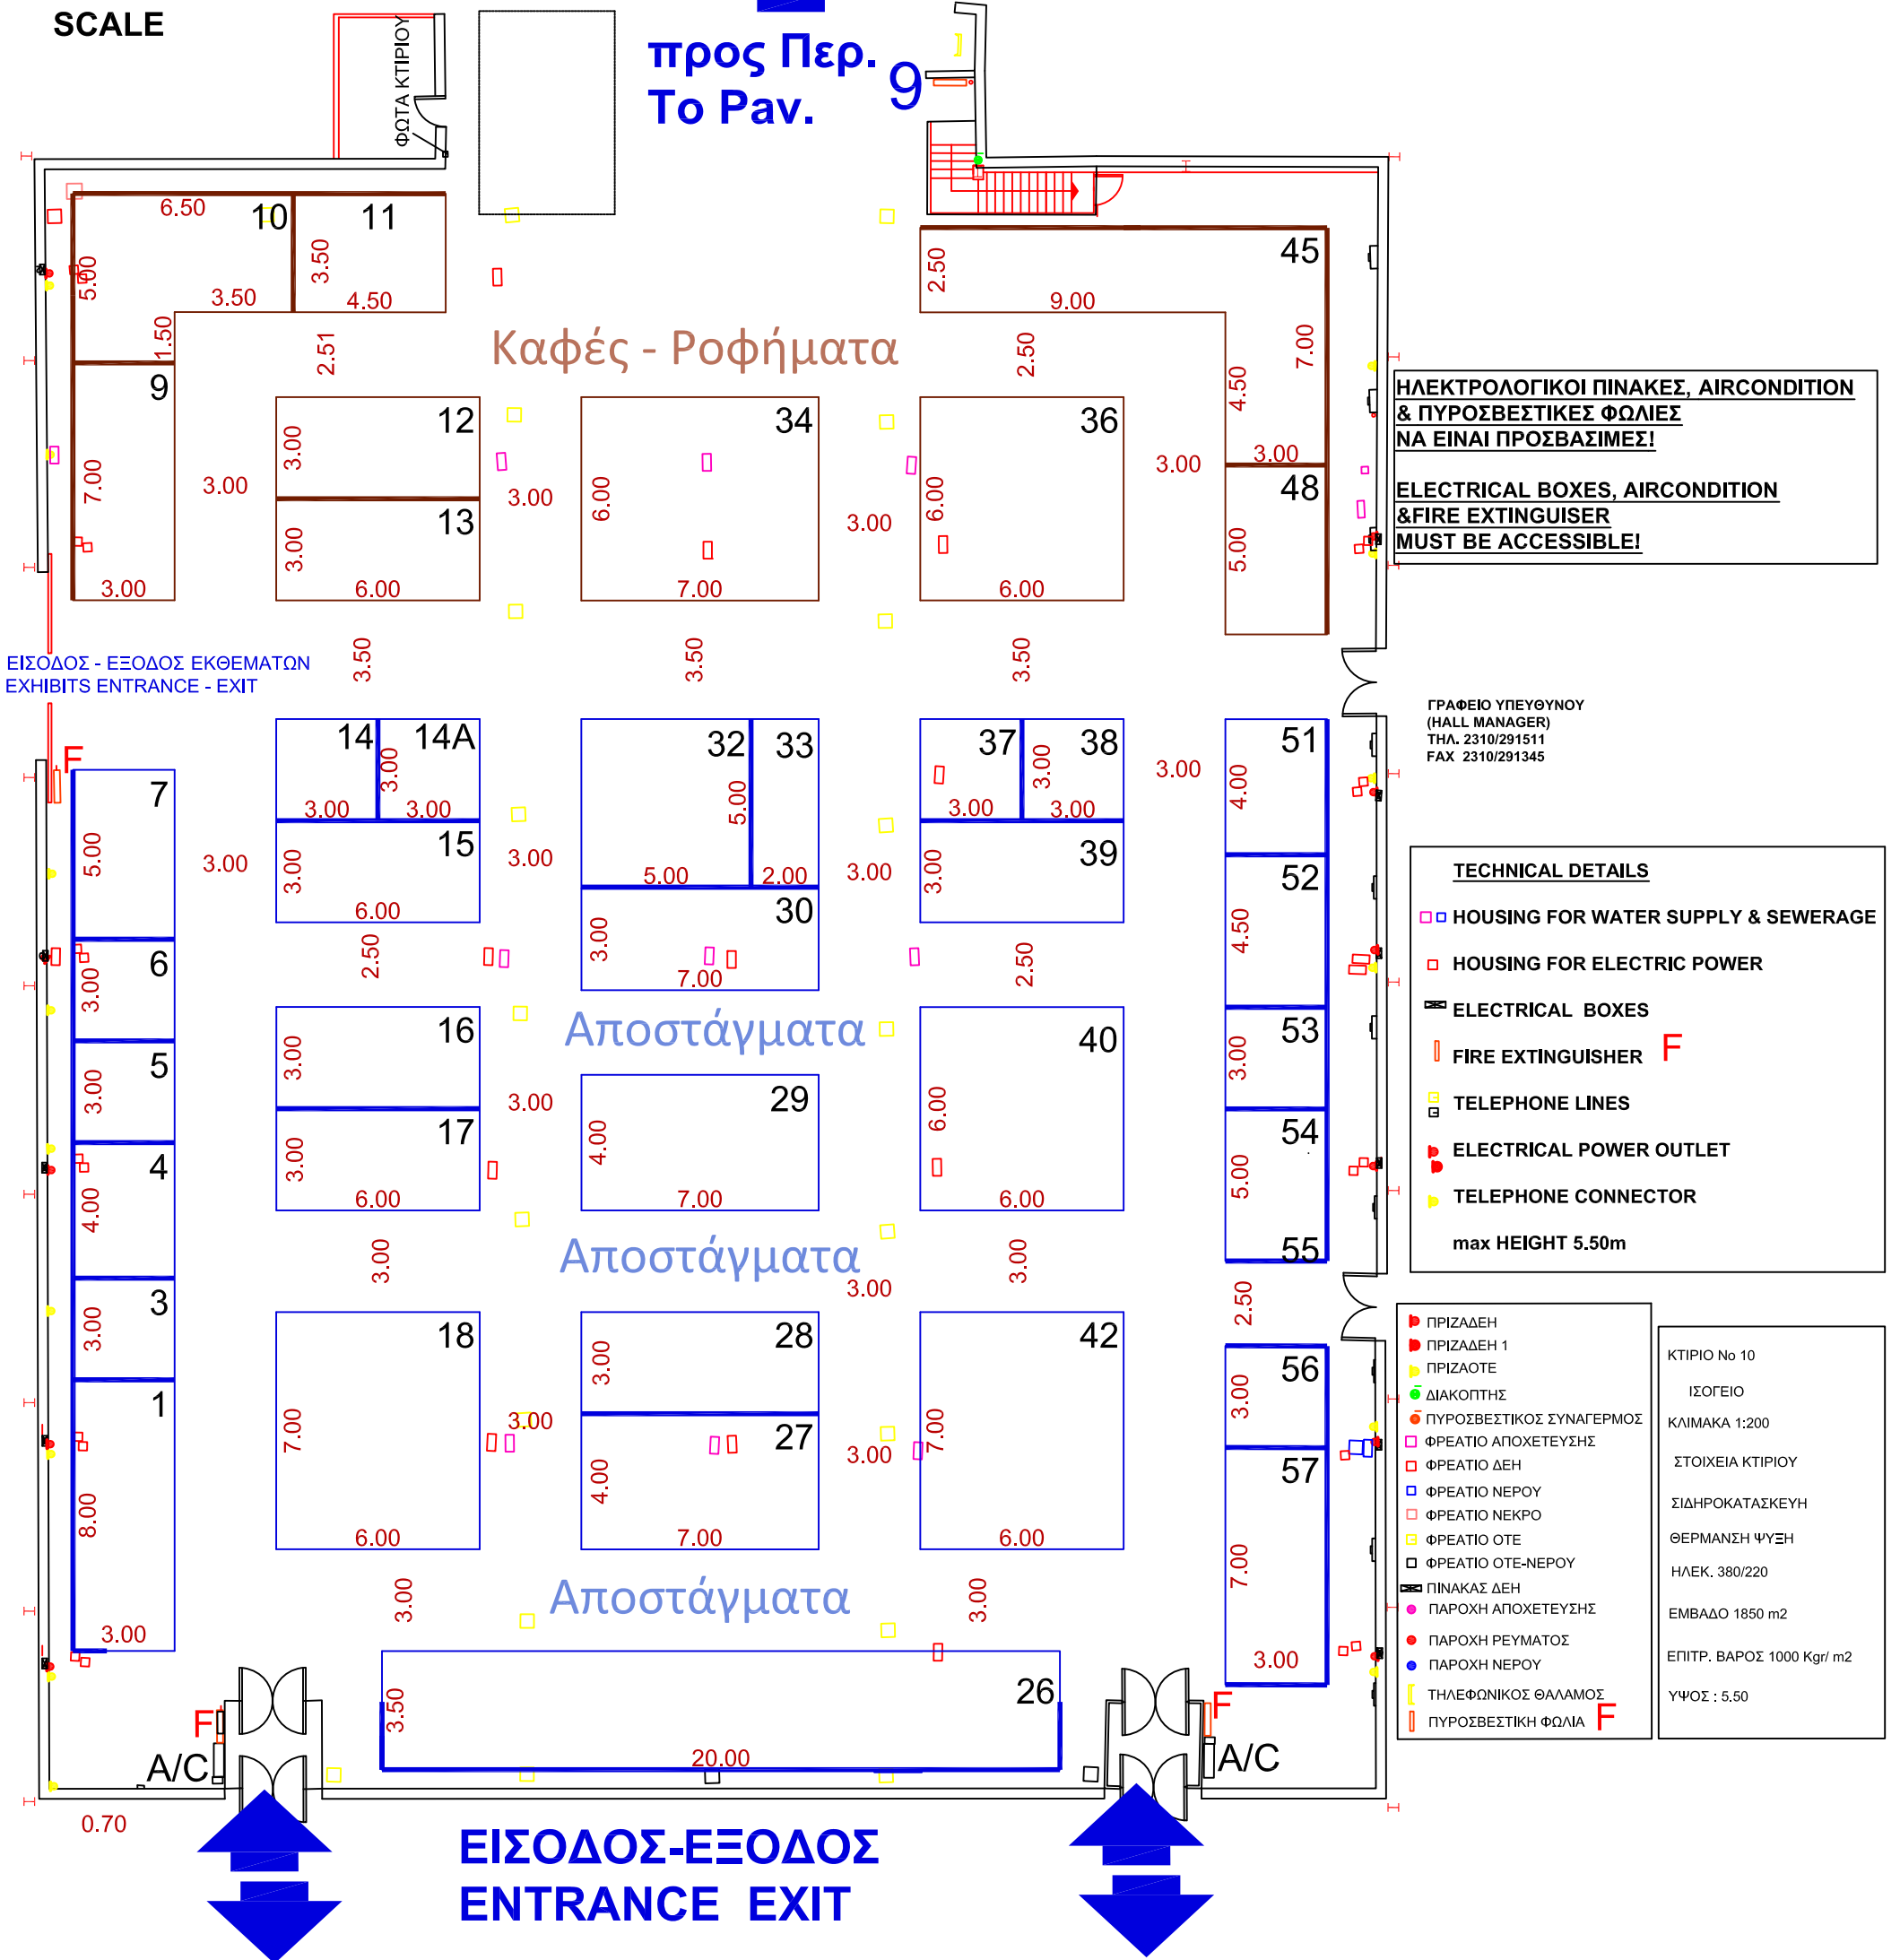 SCALE
ΦΩΤΑ ΚΤΙΡΙΟΥ
προς Περ. 9
To Pav.
6.50
10
11
5.00
3.50
3.50
4.50
1.50
2.51
45
2.50
9.00
7.00
4.50
3.00
2.50
Καφές - Ροφήματα
9
7.00
3.00
3.00
12
3.00
13
3.00
6.00
3.00
34
6.00
7.00
3.00
36
6.00
6.00
3.00
48
5.00
ΗΛΕΚΤΡΟΛΟΓΙΚΟΙ ΠΙΝΑΚΕΣ, AIRCONDITION
& ΠΥΡΟΣΒΕΣΤΙΚΕΣ ΦΩΛΙΕΣ
ΝΑ ΕΙΝΑΙ ΠΡΟΣΒΑΣΙΜΕΣ!
ELECTRICAL BOXES, AIRCONDITION
&FIRE EXTINGUISER
MUST BE ACCESSIBLE!
ΕΙΣΟΔΟΣ - ΕΞΟΔΟΣ ΕΚΘΕΜΑΤΩΝ
EXHIBITS ENTRANCE - EXIT
3.50
3.50
3.50
ΓΡΑΦΕΙΟ ΥΠΕΥΘΥΝΟΥ
(HALL MANAGER)
ΤΗΛ. 2310/291511
FAX 2310/291345
F
7
5.00
3.00
14
14A
3.00
3.00
3.00
15
3.00
6.00
3.00
32
33
5.00
5.00
2.00
30
3.00
7.00
3.00
37
38
3.00
3.00
3.00
39
3.00
3.00
51
4.00
52
4.50
6
3.00
2.50
2.50
5
3.00
16
3.00
17
3.00
6.00
3.00
Αποστάγματα
29
4.00
7.00
40
6.00
6.00
53
3.00
54
5.00
55
4
4.00
3
3.00
3.00
Αποστάγματα
3.00
3.00
2.50
TECHNICAL DETAILS
HOUSING FOR WATER SUPPLY & SEWERAGE
HOUSING FOR ELECTRIC POWER
ELECTRICAL BOXES
FIRE EXTINGUISHER F
TELEPHONE LINES
ELECTRICAL POWER OUTLET
TELEPHONE CONNECTOR
max HEIGHT 5.50m
1
8.00
3.00
18
7.00
6.00
3.00
28
3.00
27
4.00
7.00
3.00
42
7.00
6.00
56
3.00
57
7.00
3.00
3.00
Αποστάγματα
3.00
26
3.50
20.00
F
A/C
F
A/C
0.70
ΠΡΙΖΑΔΕΗ
ΠΡΙΖΑΔΕΗ 1
ΠΡΙΖΑΟΤΕ
ΔΙΑΚΟΠΤΗΣ
ΠΥΡΟΣΒΕΣΤΙΚΟΣ ΣΥΝΑΓΕΡΜΟΣ
ΦΡΕΑΤΙΟ ΑΠΟΧΕΤΕΥΣΗΣ
ΦΡΕΑΤΙΟ ΔΕΗ
ΦΡΕΑΤΙΟ ΝΕΡΟΥ
ΦΡΕΑΤΙΟ ΝΕΚΡΟ
ΦΡΕΑΤΙΟ ΟΤΕ
ΦΡΕΑΤΙΟ ΟΤΕ-ΝΕΡΟΥ
ΠΙΝΑΚΑΣ ΔΕΗ
ΠΑΡΟΧΗ ΑΠΟΧΕΤΕΥΣΗΣ
ΠΑΡΟΧΗ ΡΕΥΜΑΤΟΣ
ΠΑΡΟΧΗ ΝΕΡΟΥ
ΤΗΛΕΦΩΝΙΚΟΣ ΘΑΛΑΜΟΣ
ΠΥΡΟΣΒΕΣΤΙΚΗ ΦΩΛΙΑ F
ΚΤΙΡΙΟ Νο 10
ΙΣΟΓΕΙΟ
ΚΛΙΜΑΚΑ 1:200
ΣΤΟΙΧΕΙΑ ΚΤΙΡΙΟΥ
ΣΙΔΗΡΟΚΑΤΑΣΚΕΥΗ
ΘΕΡΜΑΝΣΗ ΨΥΞΗ
ΗΛΕΚ. 380/220
ΕΜΒΑΔΟ 1850 m2
ΕΠΙΤΡ. ΒΑΡΟΣ 1000 Kgr/ m2
ΥΨΟΣ : 5.50
ΕΙΣΟΔΟΣ-ΕΞΟΔΟΣ
ENTRANCE EXIT